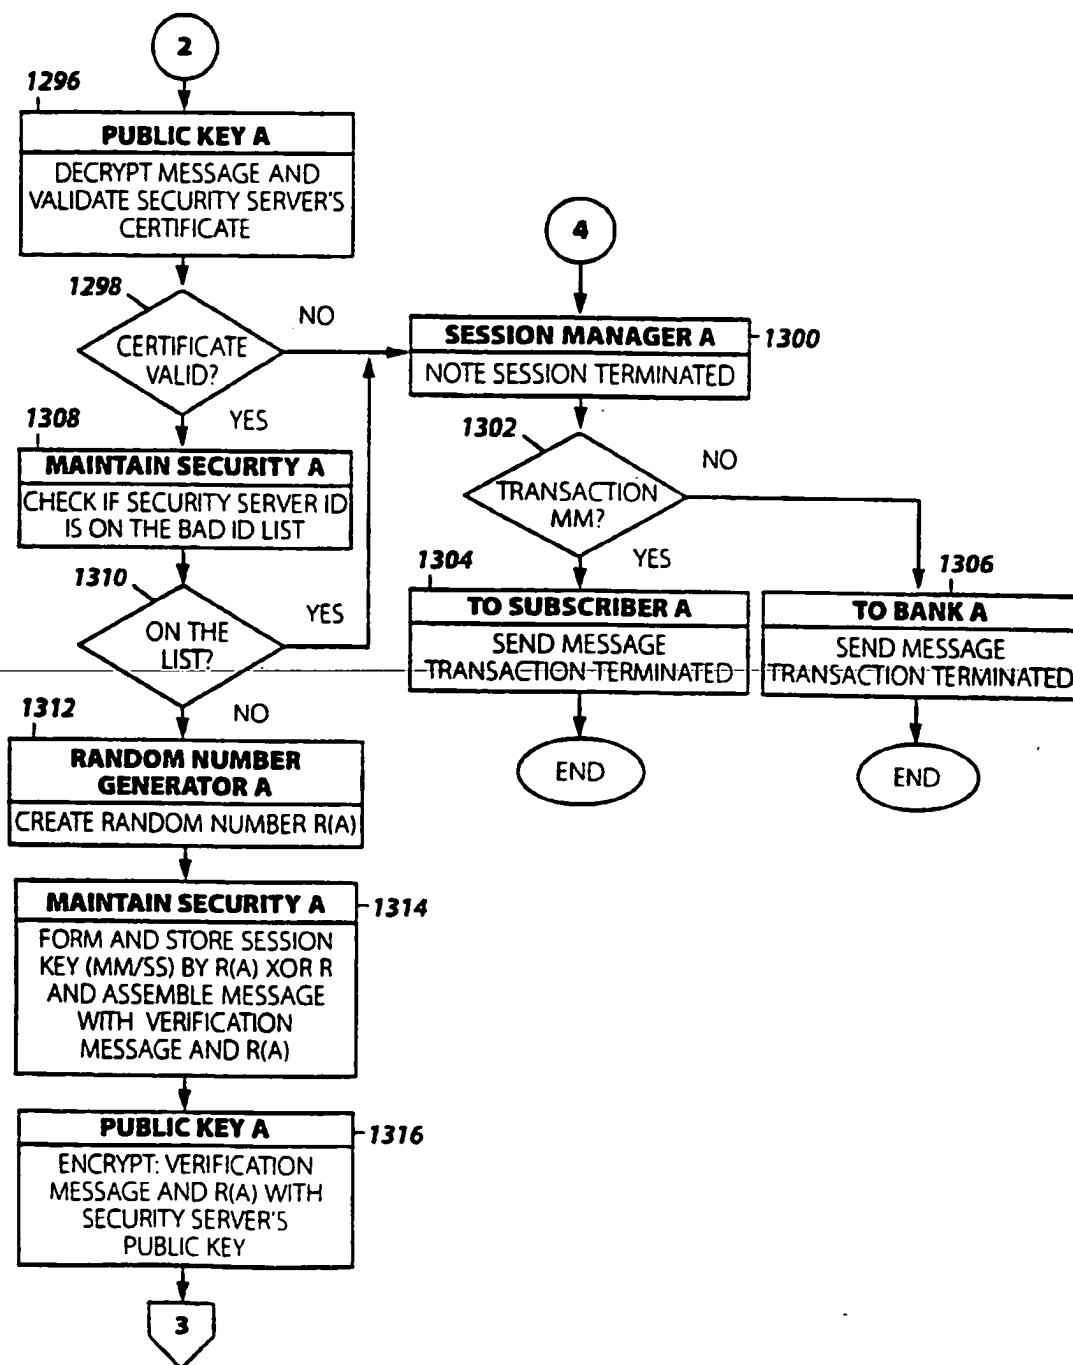 2
1296
PUBLIC KEY A
DECRYPT MESSAGE AND
VALIDATE SECURITY SERVER'S
CERTIFICATE
1298
CERTIFICATE
VALID?
NO
YES
1308
MAINTAIN SECURITY A
CHECK IF SECURITY SERVER ID
IS ON THE BAD ID LIST
1310
ON THE
LIST?
YES
NO
1312
RANDOM NUMBER
GENERATOR A
CREATE RANDOM NUMBER R(A)
MAINTAIN SECURITY A
1314
FORM AND STORE SESSION
KEY (MM/SS) BY R(A) XOR R
AND ASSEMBLE MESSAGE
WITH VERIFICATION
MESSAGE AND R(A)
PUBLIC KEY A
1316
ENCRYPT: VERIFICATION
MESSAGE AND R(A) WITH
SECURITY SERVER'S
PUBLIC KEY
3
4
SESSION MANAGER A
1300
NOTE SESSION TERMINATED
1302
TRANSACTION
MM?
NO
YES
1304
TO SUBSCRIBER A
SEND MESSAGE
TRANSACTION TERMINATED
END
1306
TO BANK A
SEND MESSAGE
TRANSACTION TERMINATED
END